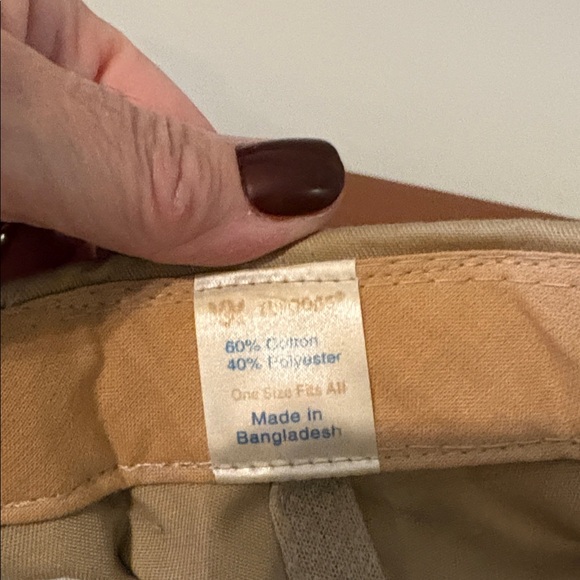 60% Cotton
40% Polyester
One Size Fits All
Made in
Bangladesh